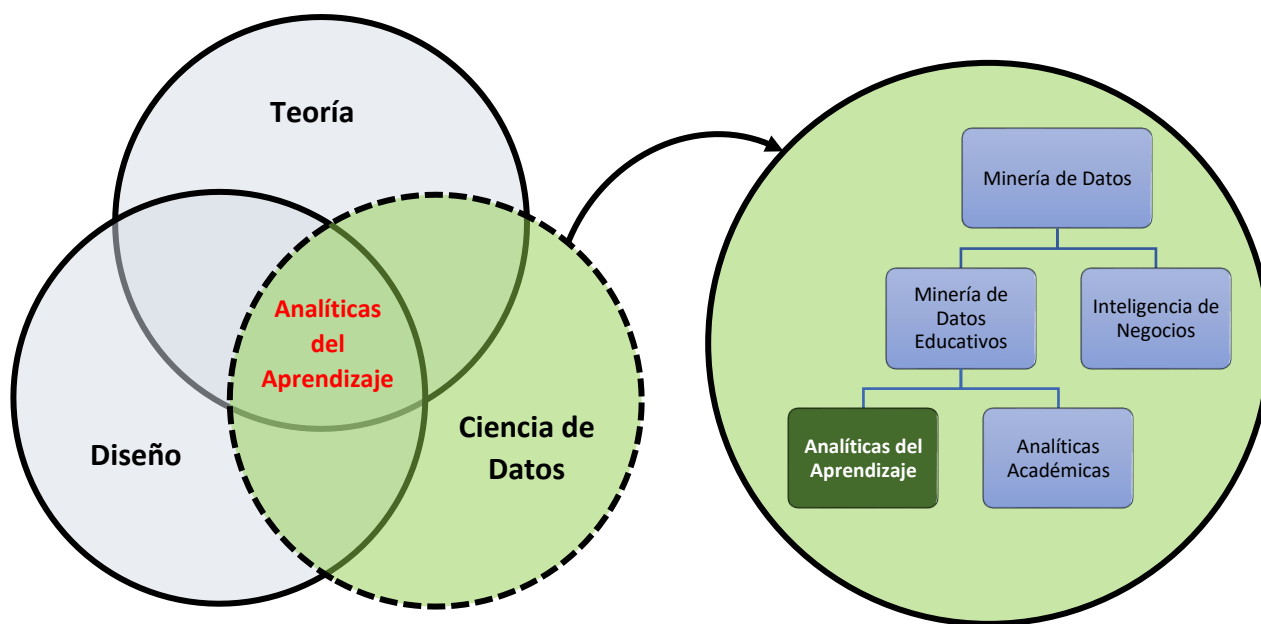 Teoría
Analíticas
del
Aprendizaje
Diseño
Ciencia de
Datos
Minería de Datos
Minería de
Datos
Educativos
Inteligencia de
Negocios
Analíticas del
Aprendizaje
Analíticas
Académicas